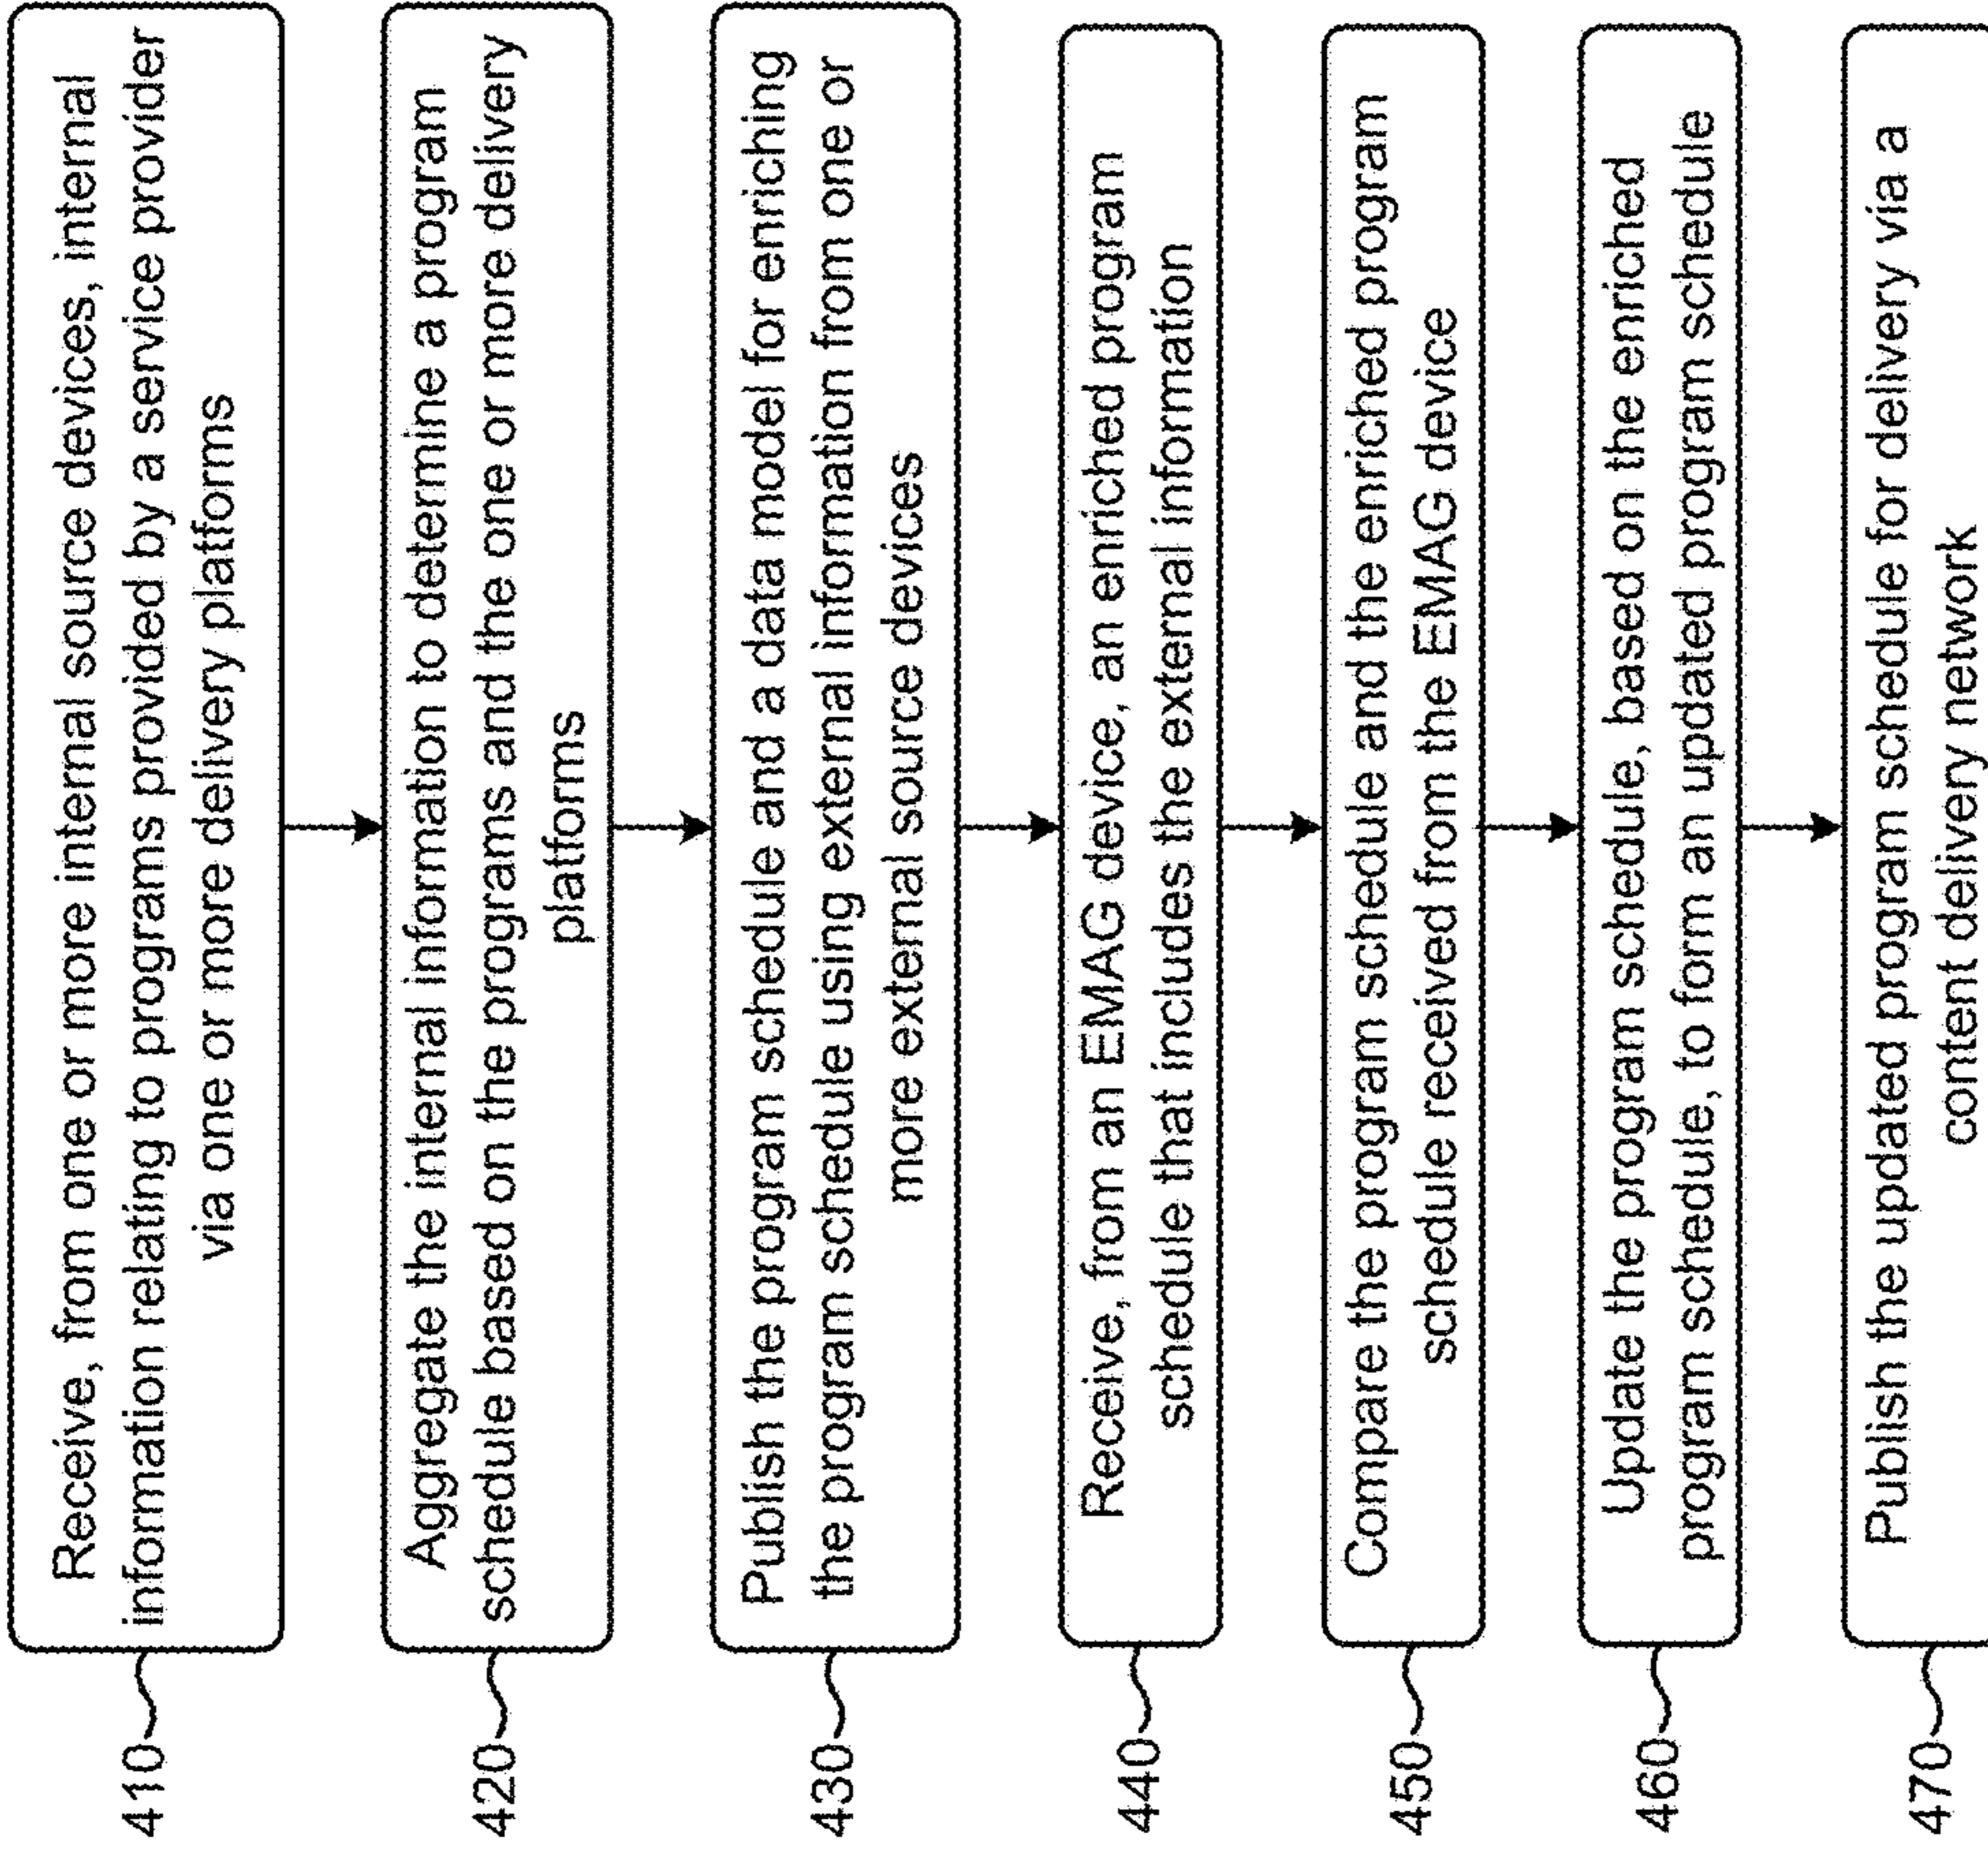 410
Receive, from one or more internal source devices, internal
information relating to programs provided by a service provider
via one or more delivery platforms
420
Aggregate the internal information to determine a program
schedule based on the programs and the one or more delivery
platforms
430
Publish the program schedule and a data model for enriching
the program schedule using external information from one or
more external source devices
440
Receive, from an EMAG device, an enriched program
schedule that includes the external information
450
Compare the program schedule and the enriched program
schedule received from the EMAG device
460
Update the program schedule, based on the enriched
program schedule, to form an updated program schedule
470
Publish the updated program schedule for delivery via a
content delivery network